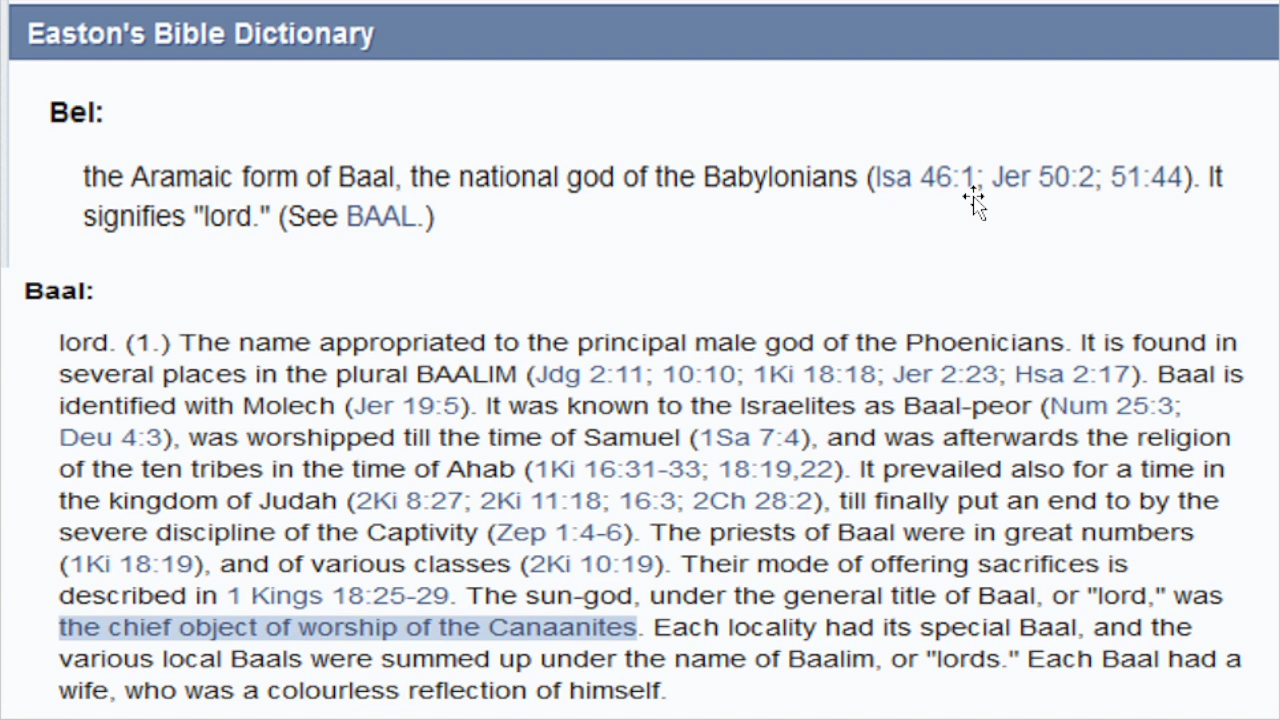 Easton's Bible Dictionary
Bel:
the Aramaic form of Baal, the national god of the Babylonians (Isa 46:1; Jer 50:2; 51:44). It
signifies "lord." (See BAAL.)
Baal:
lord. (1.) The name appropriated to the principal male god of the Phoenicians. It is found in
several places in the plural BAALIM (Jdg 2:11; 10:10; 1Ki 18:18; Jer 2:23; Hsa 2:17). Baal is
identified with Molech (Jer 19:5). It was known to the Israelites as Baal-peor (Num 25:3;
Deu 4:3), was worshipped till the time of Samuel (1Sa 7:4), and was afterwards the religion
of the ten tribes in the time of Ahab (1Ki 16:31-33; 18:19,22). It prevailed also for a time in
the kingdom of Judah (2Ki 8:27; 2Ki 11:18; 16:3; 2Ch 28:2), till finally put an end to by the
severe discipline of the Captivity (Zep 1:4-6). The priests of Baal were in great numbers
(1Ki 18:19), and of various classes (2Ki 10:19). Their mode of offering sacrifices is
described in 1 Kings 18:25-29. The sun-god, under the general title of Baal, or "lord," was
the chief object of worship of the Canaanites. Each locality had its special Baal, and the
various local Baals were summed up under the name of Baalim, or "lords." Each Baal had a
wife, who was a colourless reflection of himself.